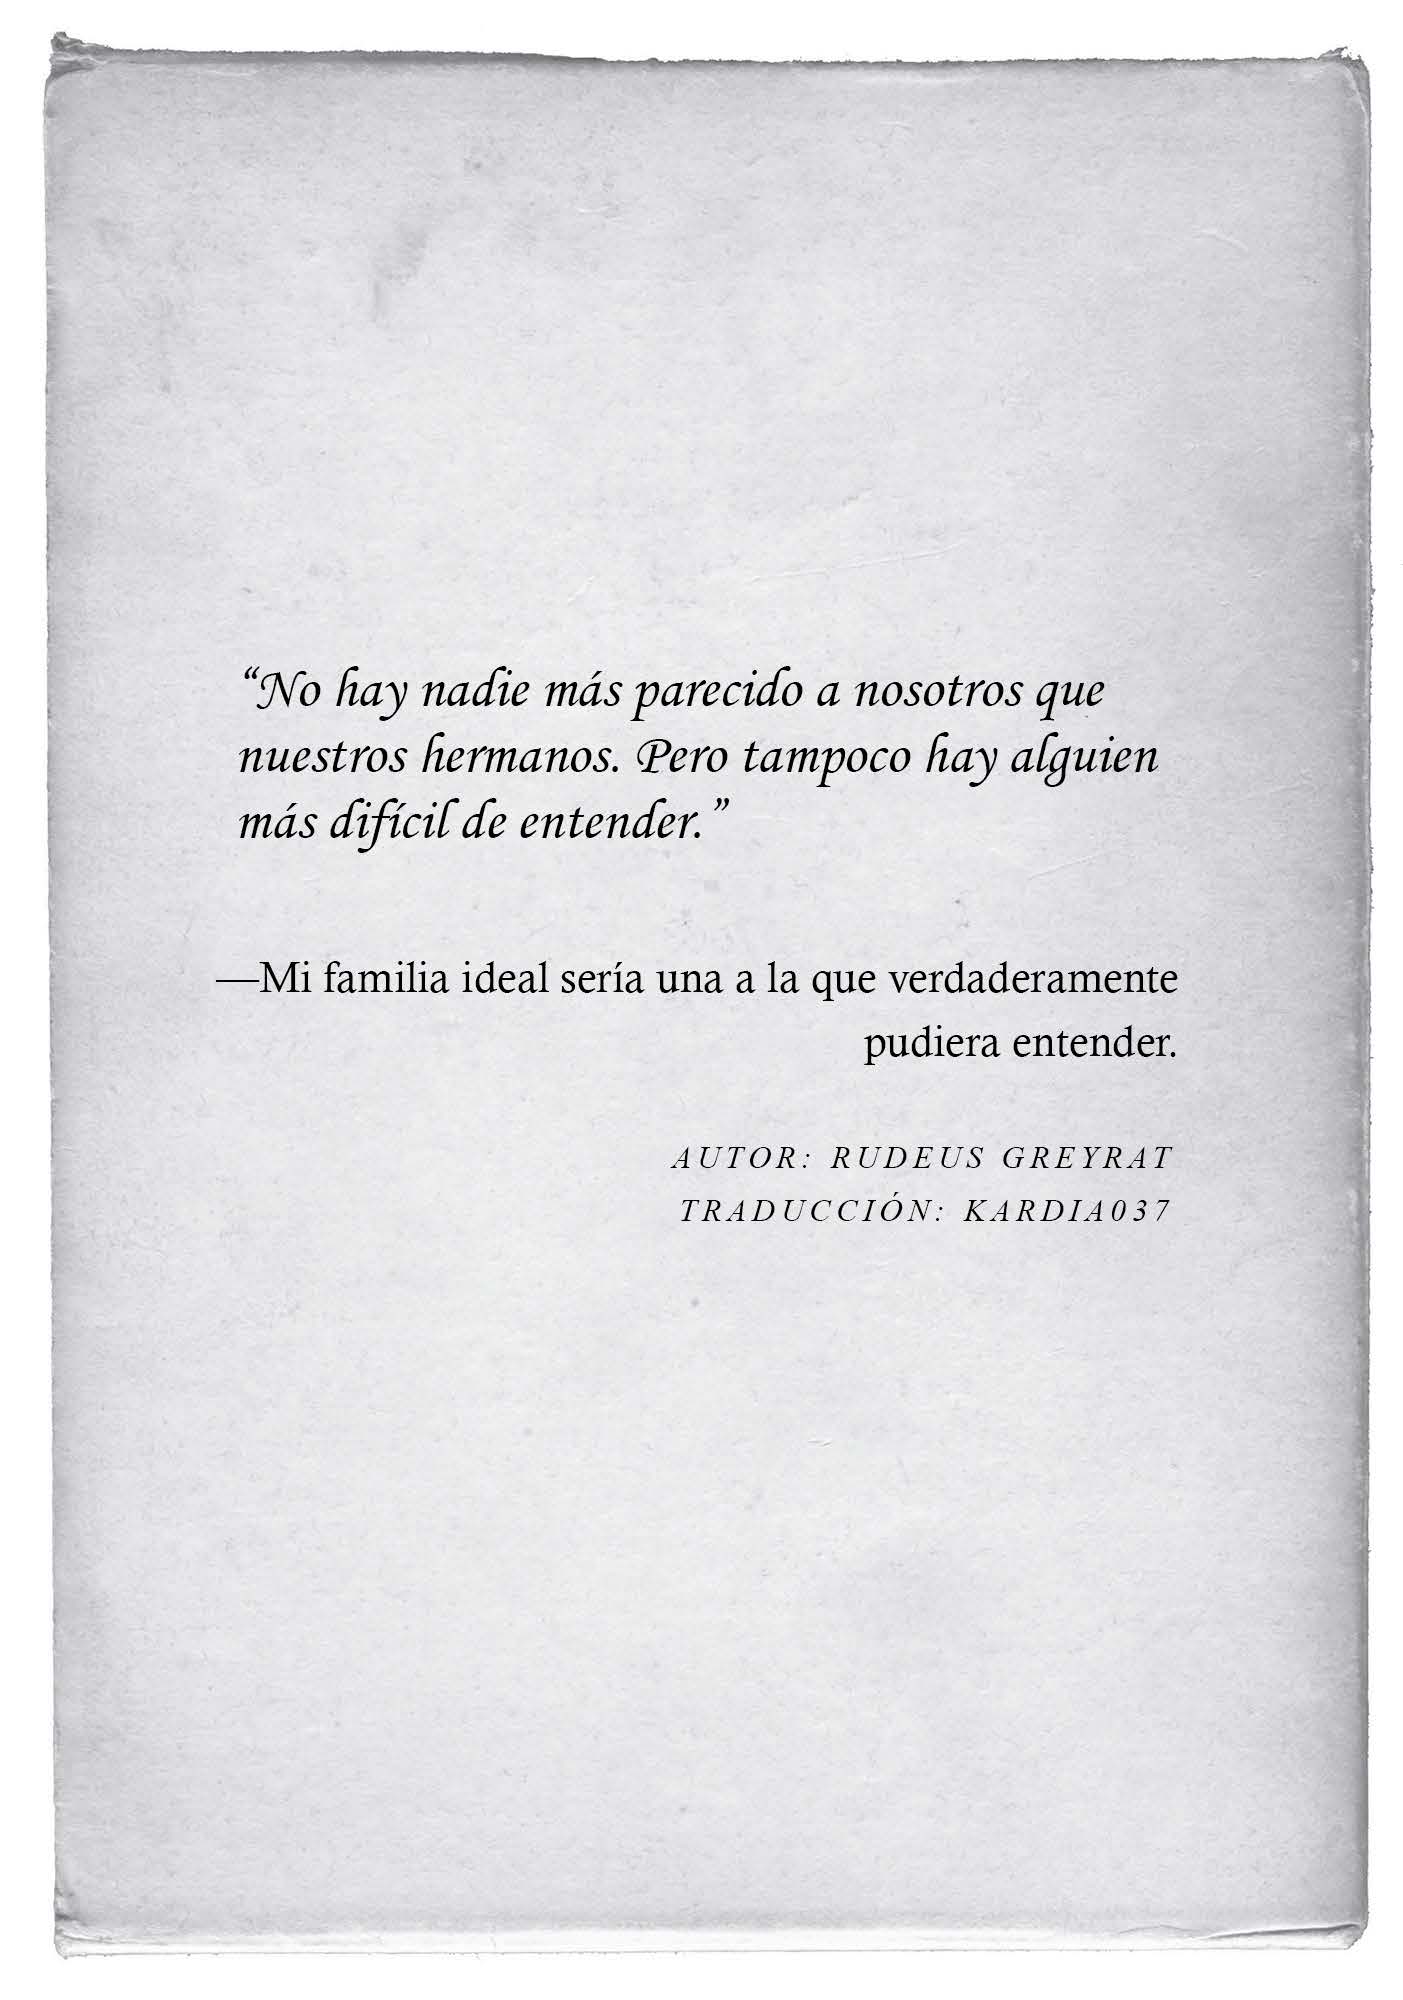 “No hay nadie más parecido a nosotros que
nuestros hermanos. Pero tampoco hay alguien
más difícil de entender.”
—Mi familia ideal sería una a la que verdaderamente
pudiera entender.
AUTOR: RUDEUS GREYRAT
TRADUCCIÓN: KARDIA037